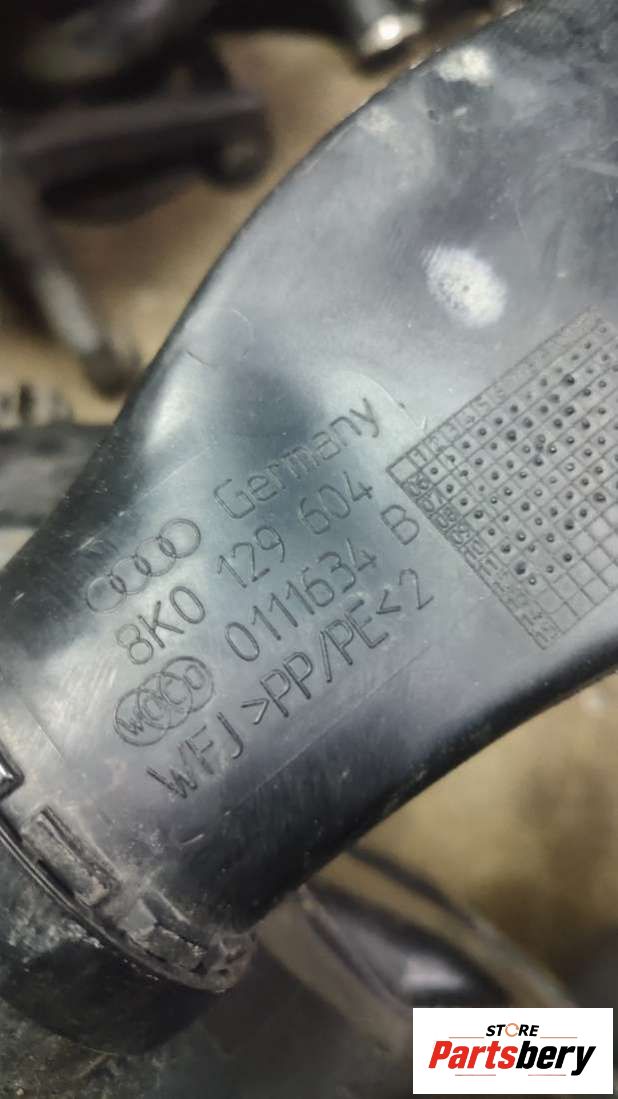 Germany
8K0 129 604
0111634 B
WFJ >PP/PE<2
STORE
Partsbery